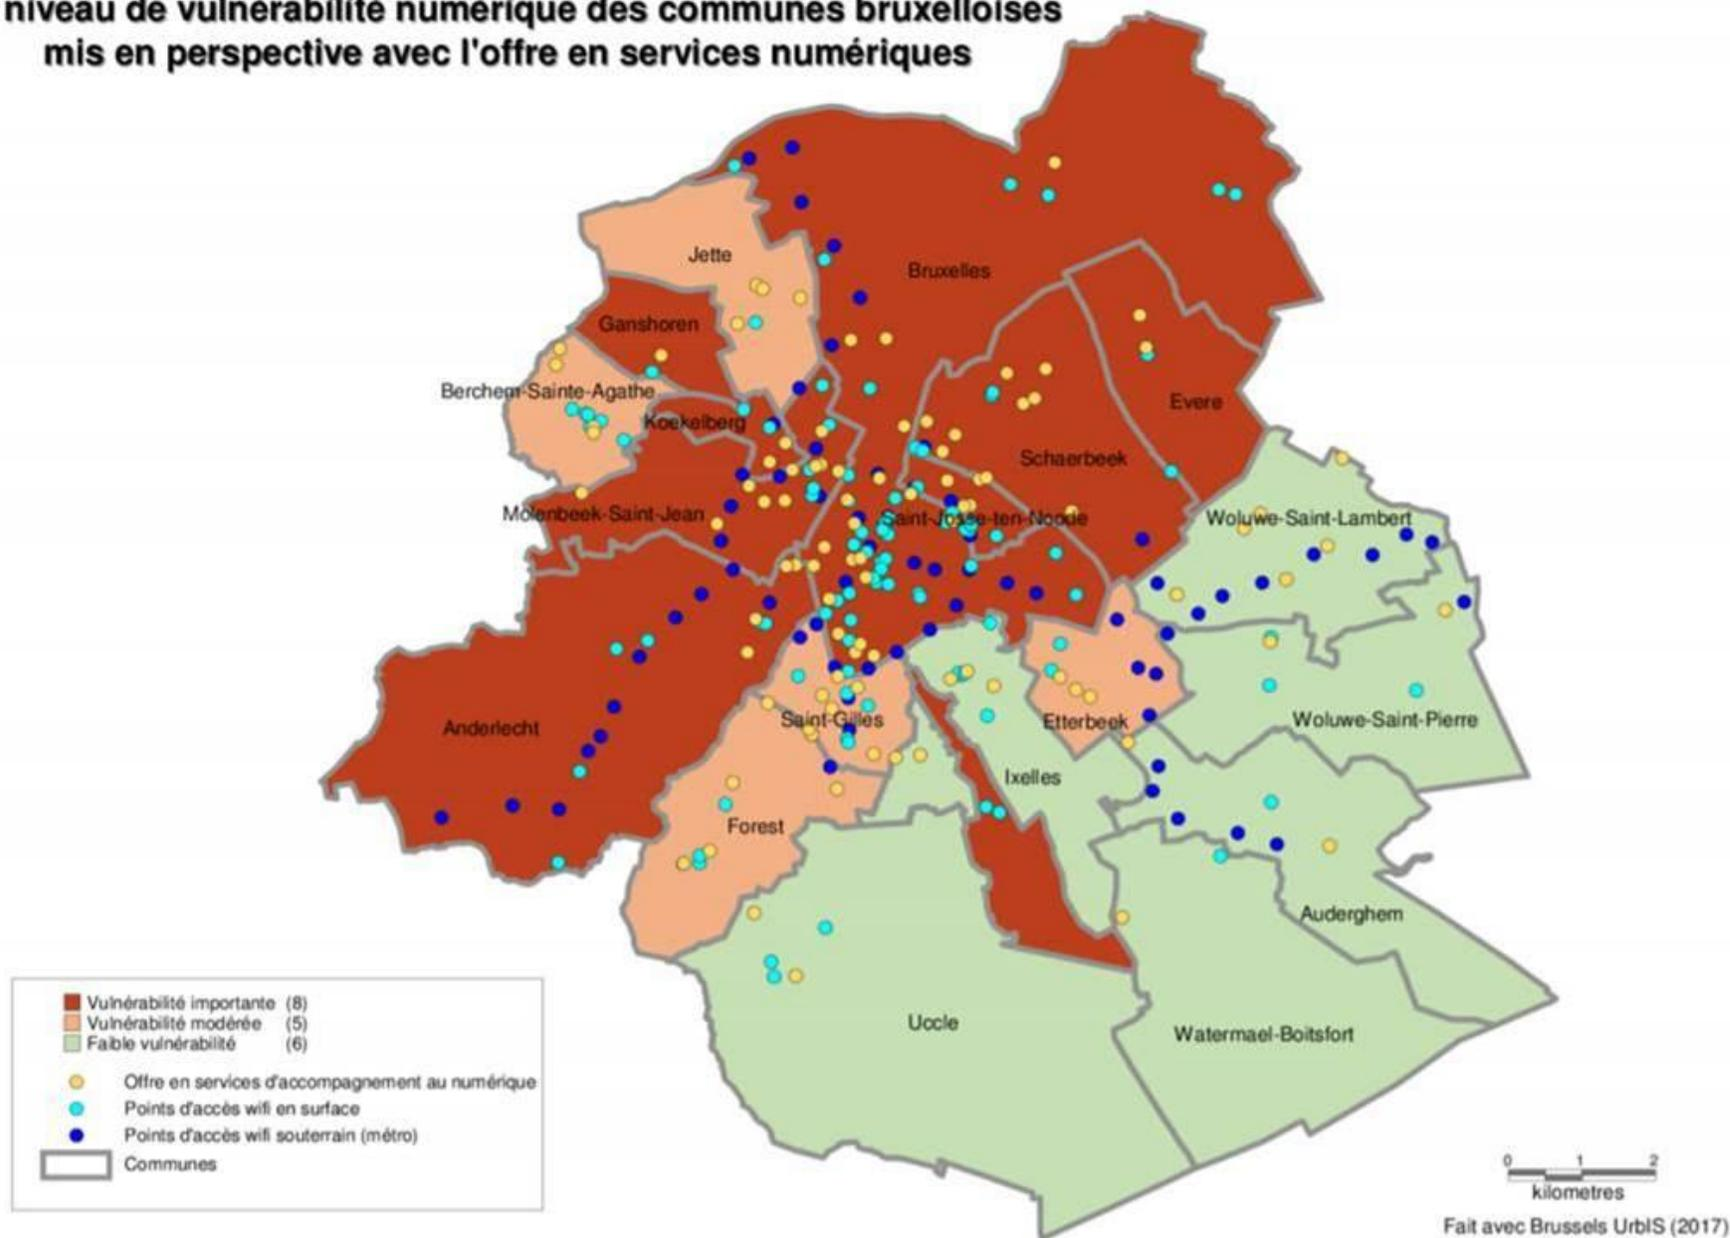 niveau de vulnérabilité numérique des communes bruxelloises
mis en perspective avec l'offre en services numériques
Jette
Bruxelles
Ganshoren
Berchem-Sainte-Agathe
Koekelberg
Evere
Schaerbeek
Molenbeek-Saint-Jean
Saint-Josse-ten-Noode
Woluwe-Saint-Lambert
Anderlecht
Saint-Gilles
Etterbeek
Woluwe-Saint-Pierre
Ixelles
Forest
Auderghem
Uccle
Watermael-Boitsfort
Vulnérabilité importante (8)
Vulnérabilité modérée (5)
Faible vulnérabilité (6)
Offre en services d'accompagnement au numérique
Points d'accès wifi en surface
Points d'accès wifi souterrain (métro)
Communes
0 1 2
kilometres
Fait avec Brussels UrbIS (2017)